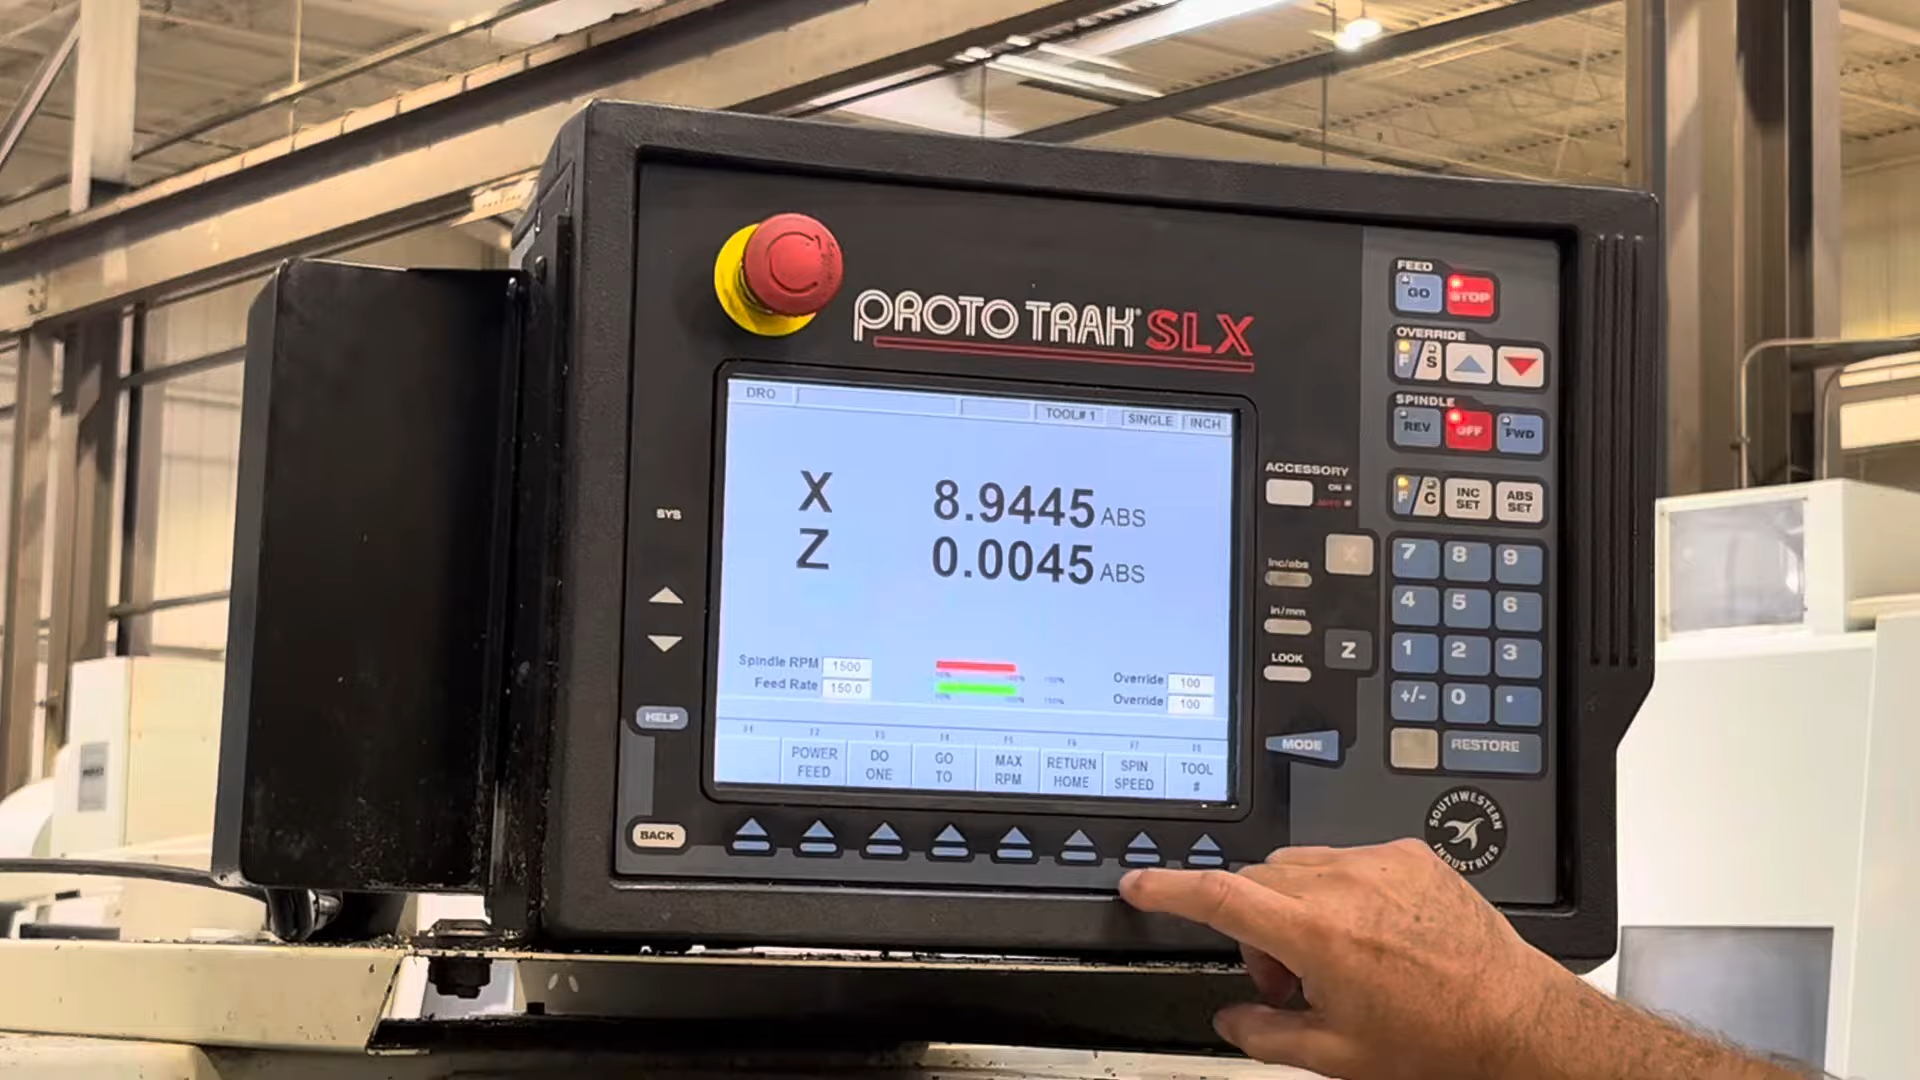 PROTO TRAK® SLX
DRO
TOOL# 1
SINGLE
INCH
X 8.9445 ABS
Z 0.0045 ABS
Spindle RPM 1500
Feed Rate 150.0
Override 100
Override 100
F1 F2 F3 F4 F5 F6 F7 F8
POWER FEED
DO ONE
GO TO
MAX RPM
RETURN HOME
SPIN SPEED
TOOL #
SYS
HELP
BACK
FEED
GO STOP
OVERRIDE
F/S
SPINDLE
REV OFF FWD
F/C
INC SET
ABS SET
ACCESSORY
ON
inc/abs
in/mm
LOOK
X
Z
MODE
7 8 9
4 5 6
1 2 3
+/- 0 .
RESTORE
SOUTHWESTERN
INDUSTRIES